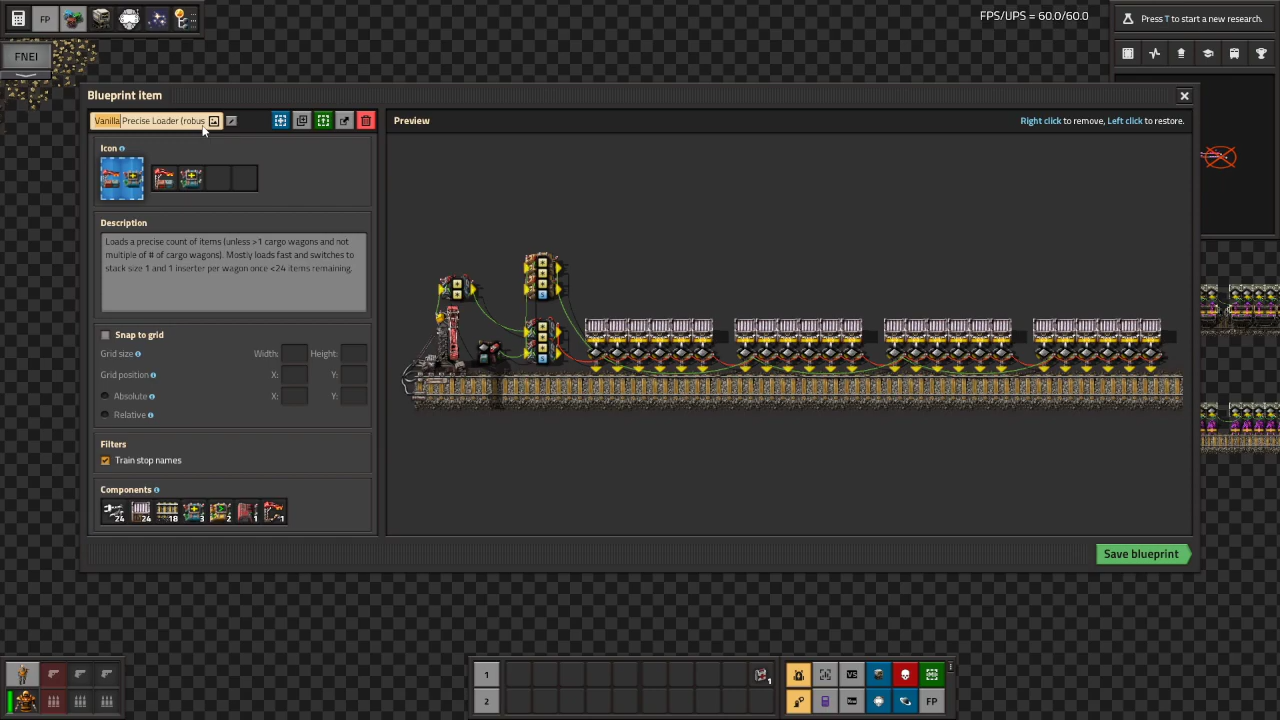 FP
FPS/UPS = 60.0/60.0
Press T to start a new research.
FNEI
Blueprint item
Vanilla Precise Loader (robus
Preview
Right click to remove, Left click to restore.
Icon
Description
Loads a precise count of items (unless >1 cargo wagons and not
multiple of # of cargo wagons). Mostly loads fast and switches to
stack size 1 and 1 inserter per wagon once <24 items remaining.
Snap to grid
Grid size
Width:
Height:
Grid position
X:
Y:
Absolute
X:
Y:
Relative
Filters
Train stop names
Components
24
24
18
3
2
1
1
Save blueprint
1
1
VS
2
FP